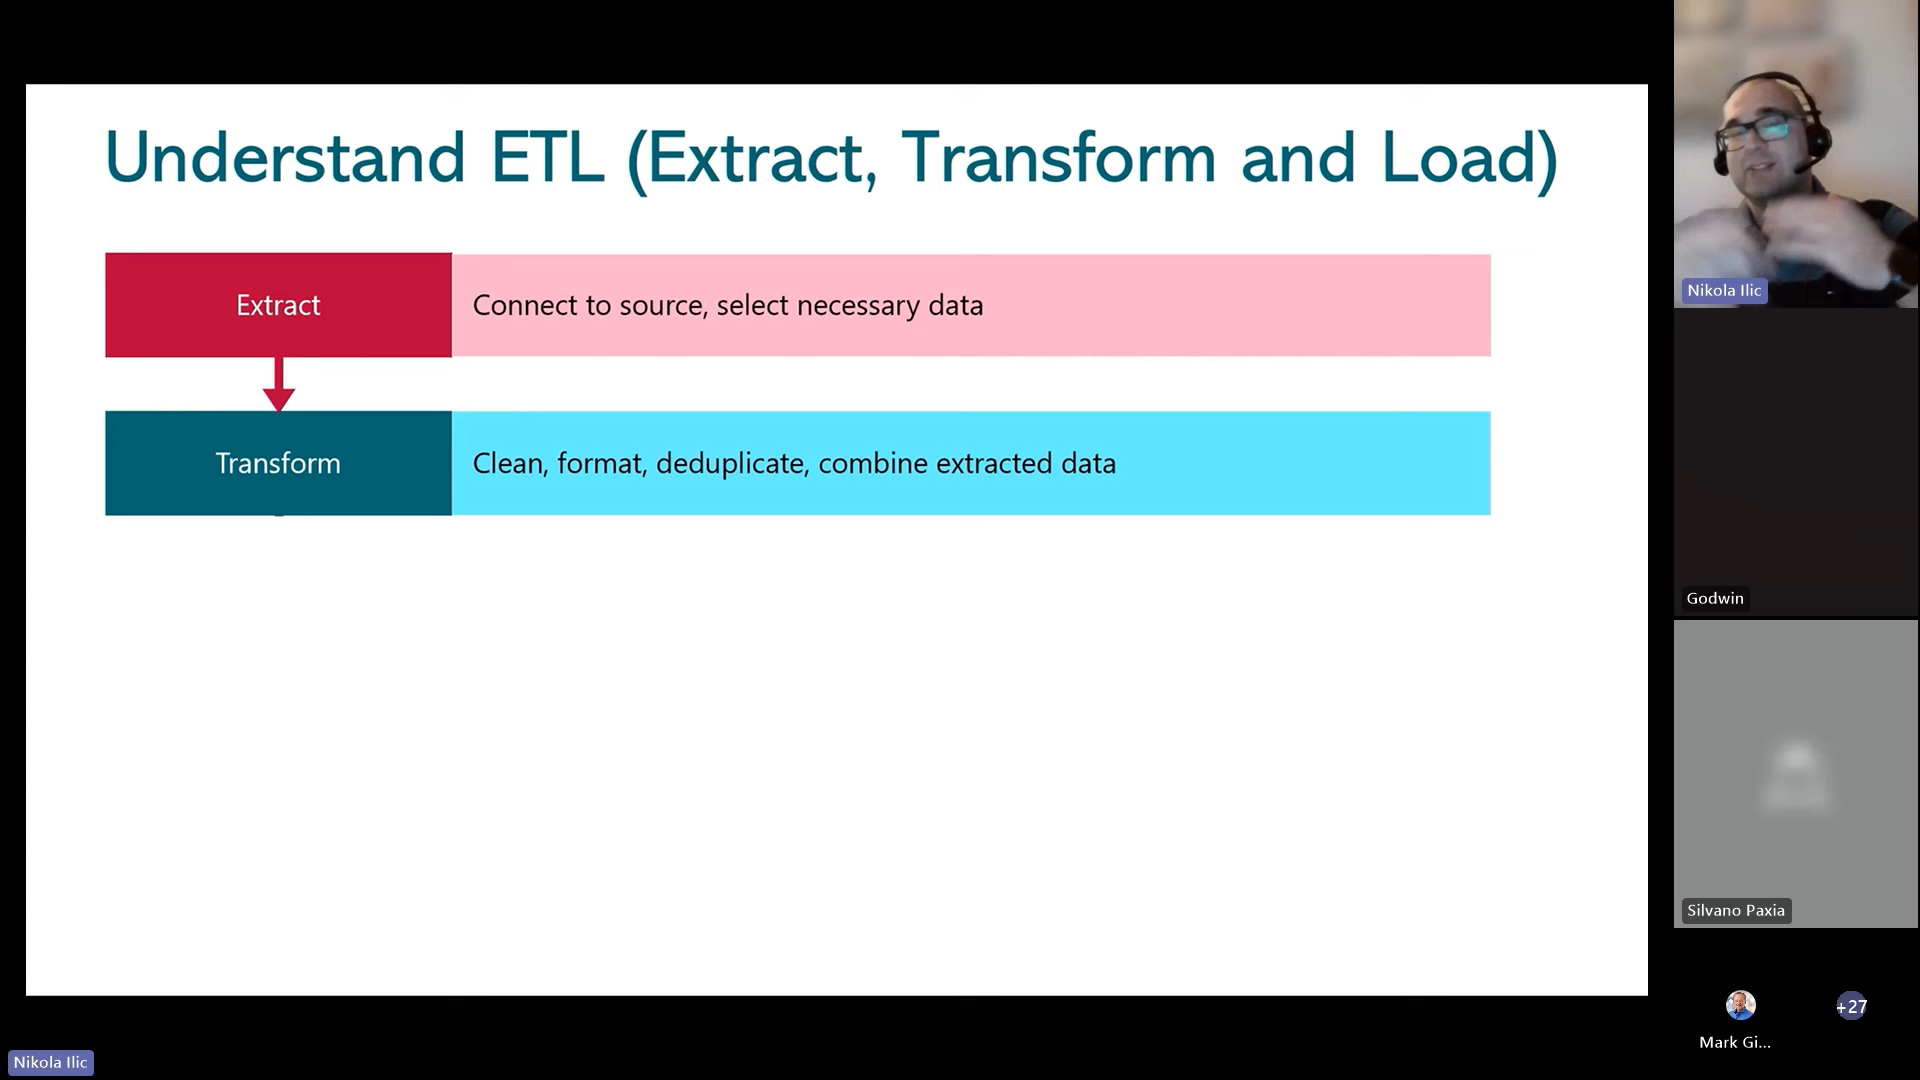 Understand ETL (Extract, Transform and Load)
Extract
Connect to source, select necessary data
Transform
Clean, format, deduplicate, combine extracted data
Nikola Ilic
Godwin
Silvano Paxia
+27
Mark Gi...
Nikola Ilic